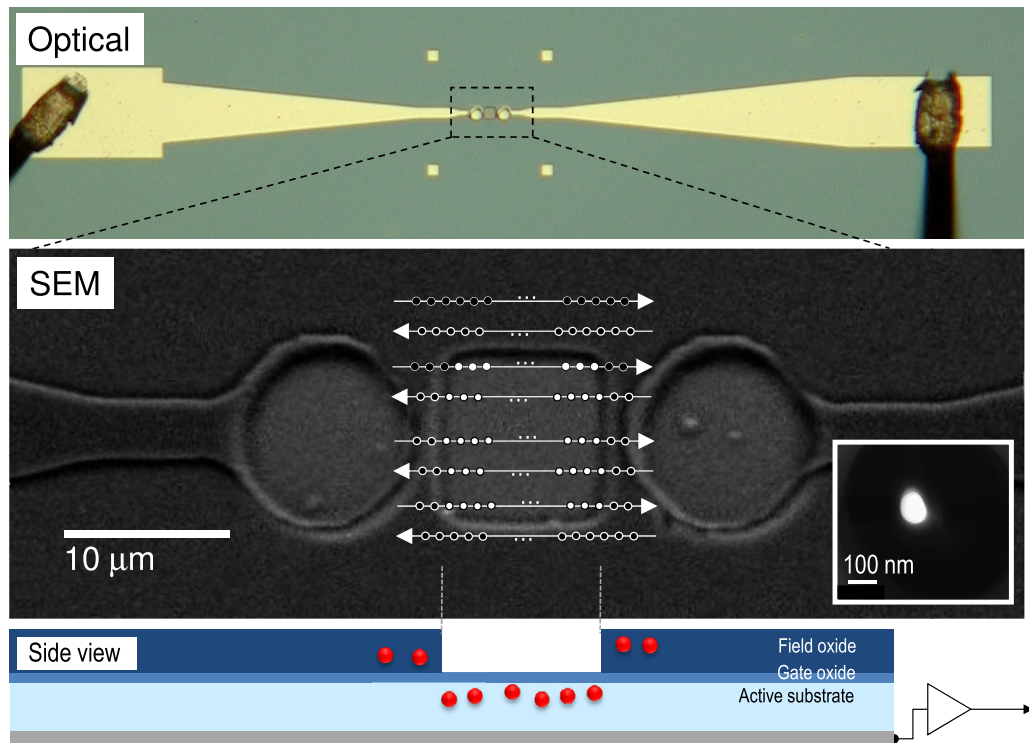 Optical
SEM
10 μm
100 nm
Side view
Field oxide
Gate oxide
Active substrate